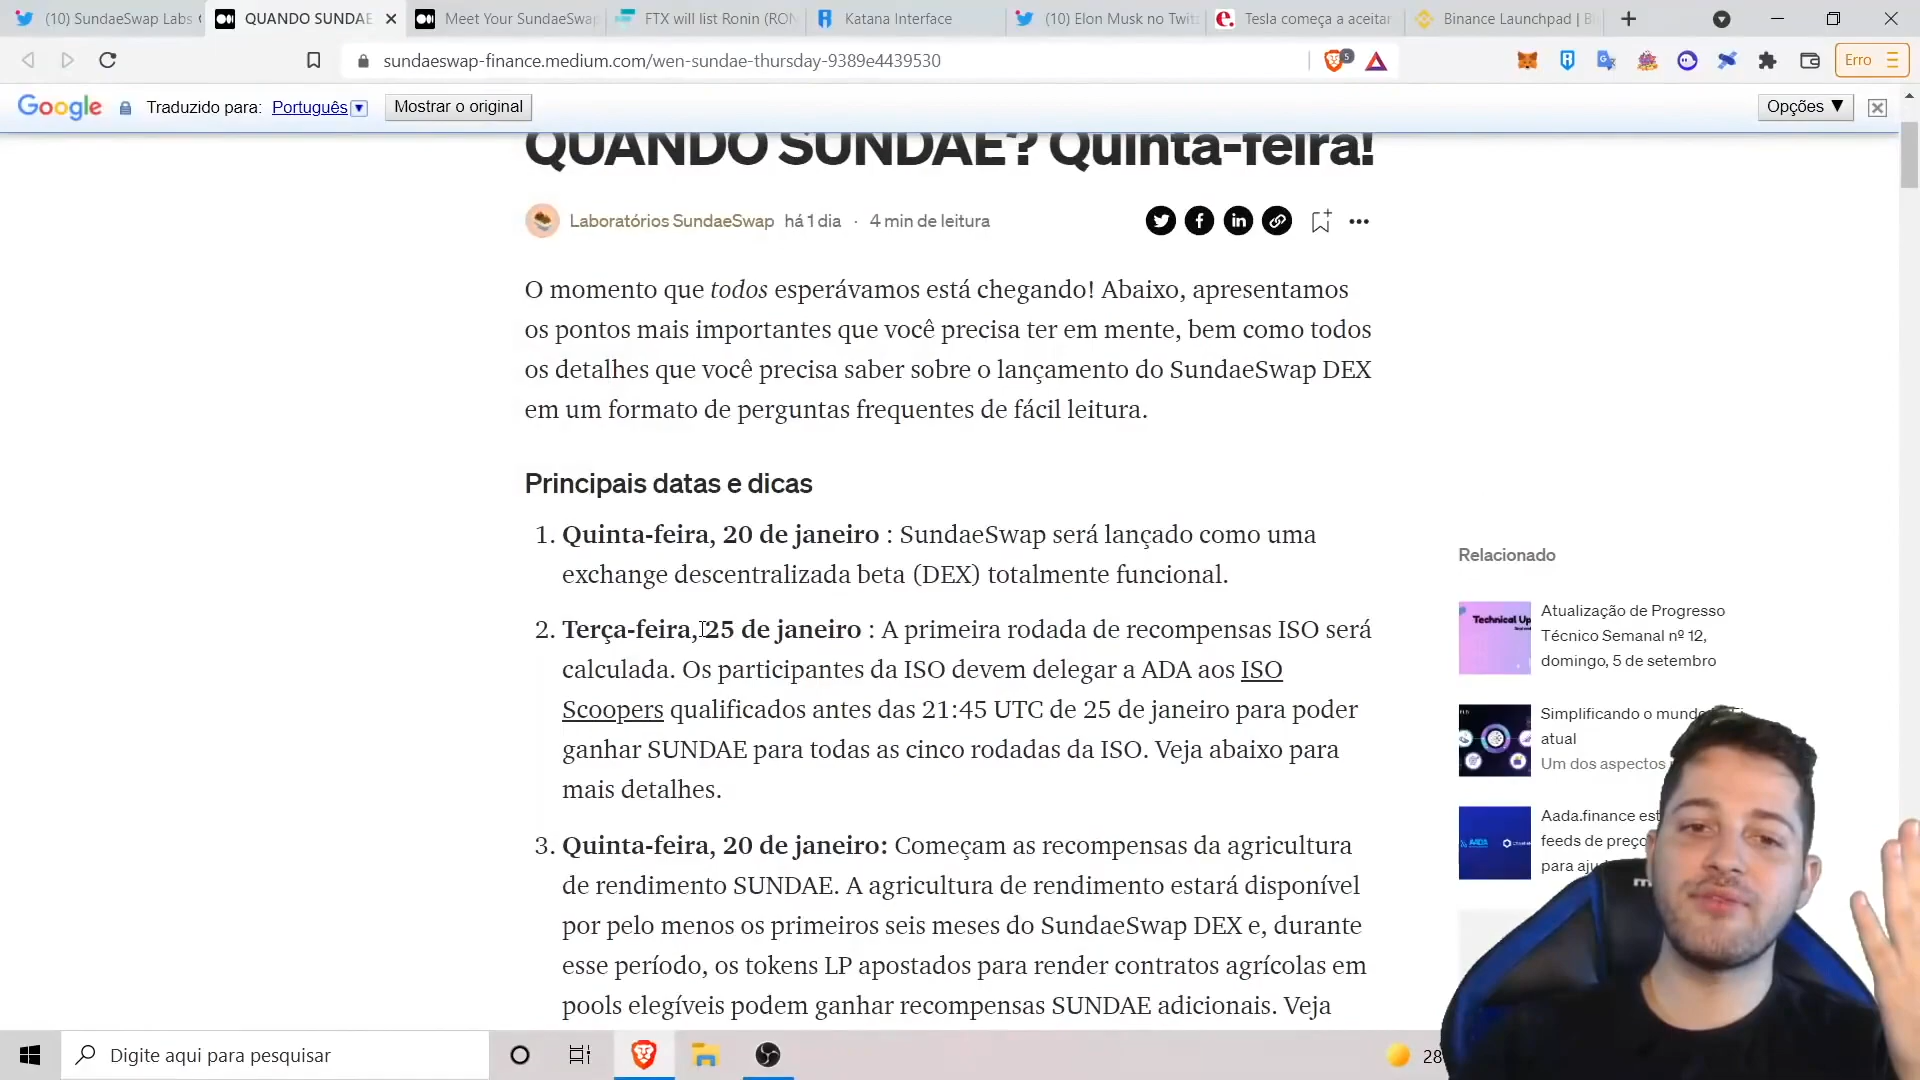 (10) SundaeSwap Labs
QUANDO SUNDAE
Meet Your SundaeSwap
FTX will list Ronin (RON
Katana Interface
(10) Elon Musk no Twit
Tesla começa a aceitar
Binance Launchpad | B
sundaeswap-finance.medium.com/wen-sundae-thursday-9389e4439530
5
Erro
Google
Traduzido para: Português
Mostrar o original
Opções ▼
QUANDO SUNDAE? Quinta-feira!
Laboratórios SundaeSwap há 1 dia · 4 min de leitura
O momento que todos esperávamos está chegando! Abaixo, apresentamos
os pontos mais importantes que você precisa ter em mente, bem como todos
os detalhes que você precisa saber sobre o lançamento do SundaeSwap DEX
em um formato de perguntas frequentes de fácil leitura.
Principais datas e dicas
1. Quinta-feira, 20 de janeiro : SundaeSwap será lançado como uma
exchange descentralizada beta (DEX) totalmente funcional.
2. Terça-feira, 25 de janeiro : A primeira rodada de recompensas ISO será
calculada. Os participantes da ISO devem delegar a ADA aos ISO
Scoopers qualificados antes das 21:45 UTC de 25 de janeiro para poder
ganhar SUNDAE para todas as cinco rodadas da ISO. Veja abaixo para
mais detalhes.
3. Quinta-feira, 20 de janeiro: Começam as recompensas da agricultura
de rendimento SUNDAE. A agricultura de rendimento estará disponível
por pelo menos os primeiros seis meses do SundaeSwap DEX e, durante
esse período, os tokens LP apostados para render contratos agrícolas em
pools elegíveis podem ganhar recompensas SUNDAE adicionais. Veja
Relacionado
Technical Up
Atualização de Progresso
Técnico Semanal nº 12,
domingo, 5 de setembro
Simplificando o mundo
atual
Um dos aspectos
AADA
Aada.finance est
feeds de preço
para aju
Digite aqui para pesquisar
28